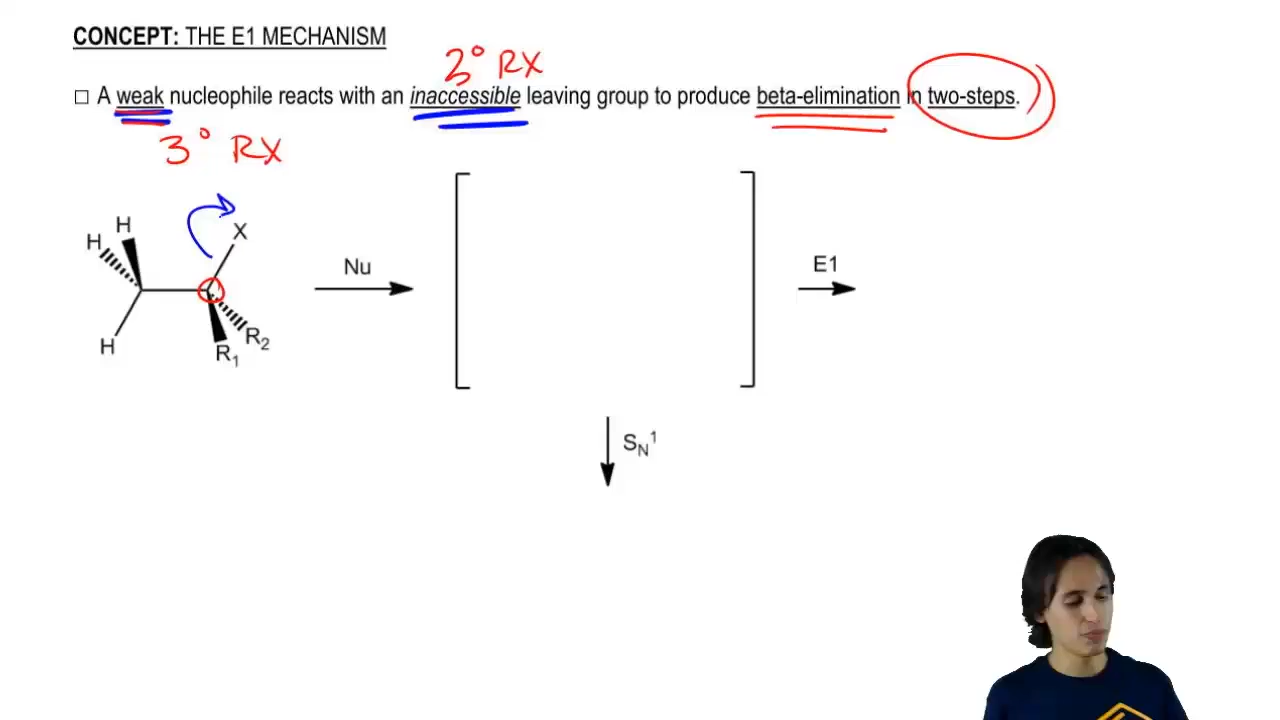 CONCEPT: THE E1 MECHANISM
3° RX
□ A weak nucleophile reacts with an inaccessible leaving group to produce beta-elimination in two-steps.
3° RX
H H X
Nu
E1
H R1 R2
SN1